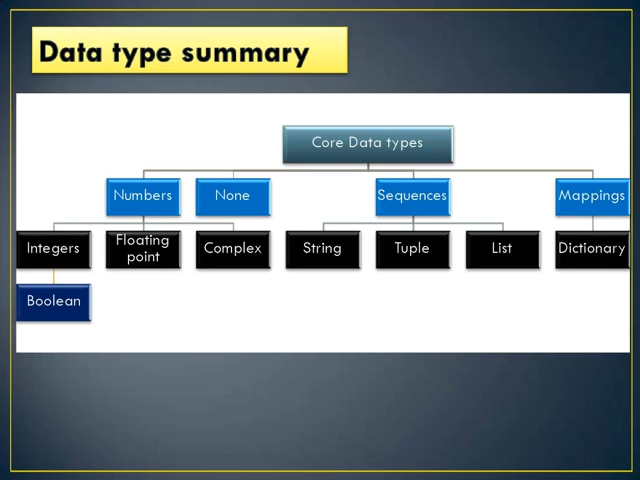 Data type summary
Core Data types
Numbers
None
Sequences
Mappings
Integers
Floating
point
Complex
String
Tuple
List
Dictionary
Boolean